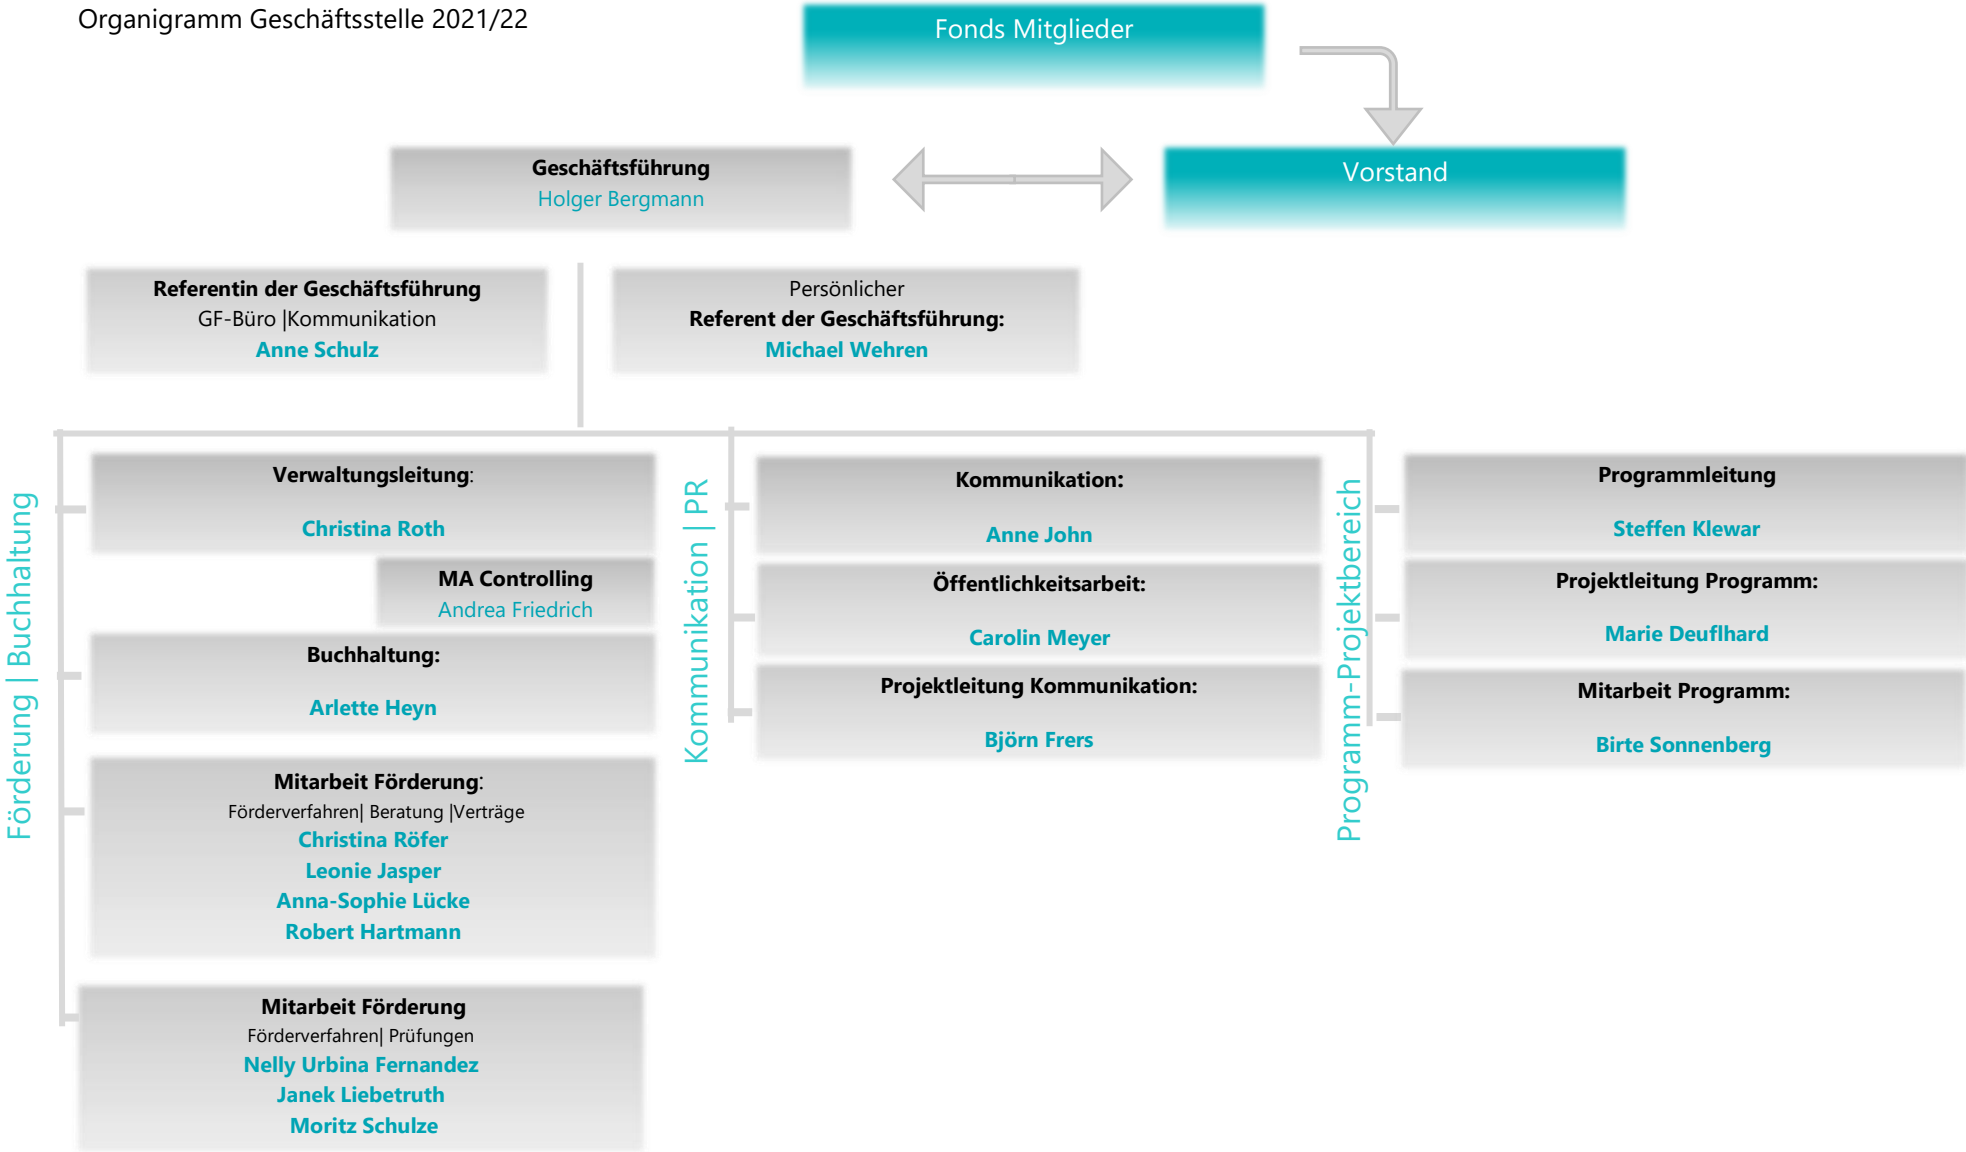 Organigramm Geschäftsstelle 2021/22
Fonds Mitglieder
Geschäftsführung
Holger Bergmann
Vorstand
Referentin der Geschäftsführung
GF-Büro |Kommunikation
Anne Schulz
Persönlicher
Referent der Geschäftsführung:
Michael Wehren
Förderung | Buchhaltung
Verwaltungsleitung:
Christina Roth
MA Controlling
Andrea Friedrich
Buchhaltung:
Arlette Heyn
Mitarbeit Förderung:
Förderverfahren| Beratung |Verträge
Christina Röfer
Leonie Jasper
Anna-Sophie Lücke
Robert Hartmann
Mitarbeit Förderung
Förderverfahren| Prüfungen
Nelly Urbina Fernandez
Janek Liebetruth
Moritz Schulze
Kommunikation | PR
Kommunikation:
Anne John
Öffentlichkeitsarbeit:
Carolin Meyer
Projektleitung Kommunikation:
Björn Frers
Programm-Projektbereich
Programmleitung
Steffen Klewar
Projektleitung Programm:
Marie Deuflhard
Mitarbeit Programm:
Birte Sonnenberg